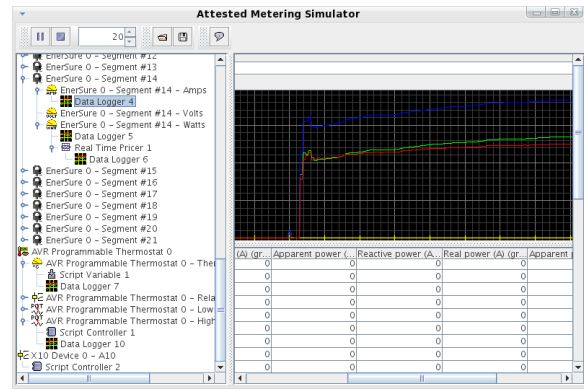 Attested Metering Simulator
20
EnerSure 0 - Segment #12
EnerSure 0 - Segment #13
EnerSure 0 - Segment #14
EnerSure 0 - Segment #14 - Amps
Data Logger 4
EnerSure 0 - Segment #14 - Volts
EnerSure 0 - Segment #14 - Watts
Data Logger 5
Real Time Pricer 1
Data Logger 6
EnerSure 0 - Segment #15
EnerSure 0 - Segment #16
EnerSure 0 - Segment #17
EnerSure 0 - Segment #18
EnerSure 0 - Segment #19
EnerSure 0 - Segment #20
EnerSure 0 - Segment #21
AVR Programmable Thermostat 0
AVR Programmable Thermostat 0 - Ther
Script Variable 1
Data Logger 7
AVR Programmable Thermostat 0 - Rela
AVR Programmable Thermostat 0 - Low
AVR Programmable Thermostat 0 - High
Script Controller 1
Data Logger 10
X10 Device 0 - A10
Script Controller 2
(A) (gr... Apparent power (... Reactive power (A... Real power (A) (gr... Apparent p
0 0 0 0
0 0 0 0
0 0 0 0
0 0 0 0
0 0 0 0
0 0 0 0
0 0 0 0
0 0 0 0
0 0 0 0
0 0 0 0